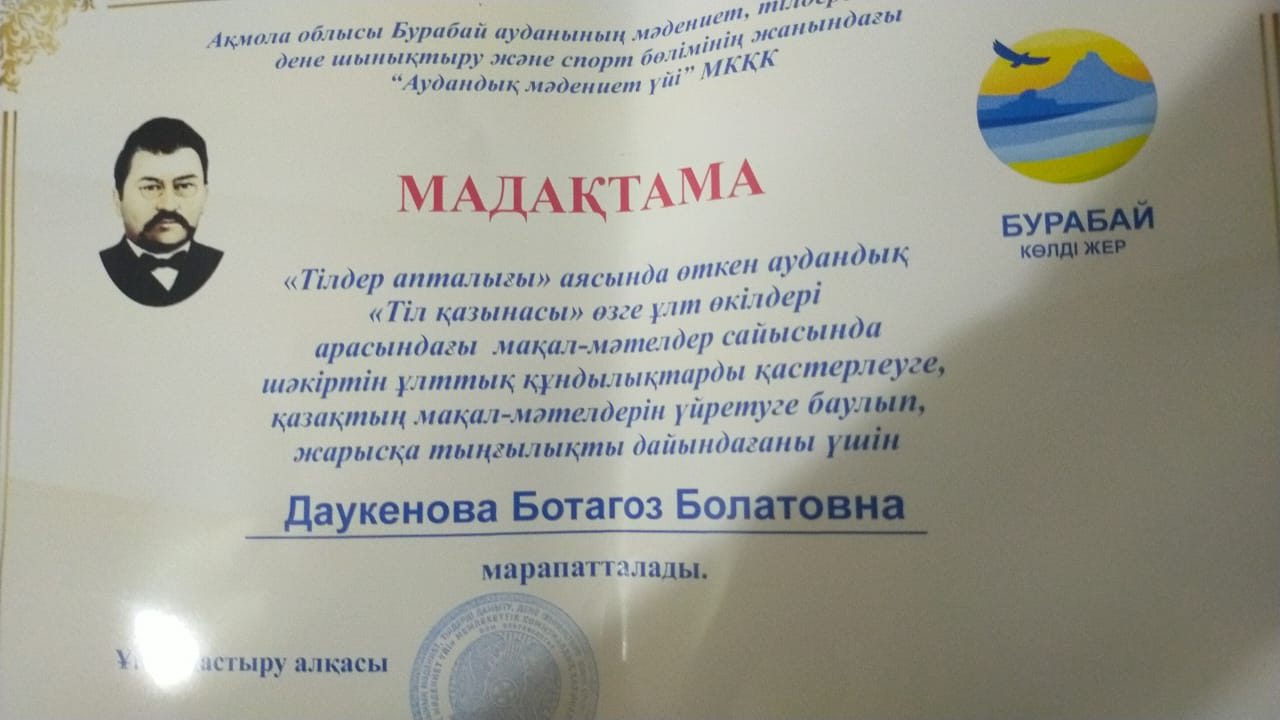 Ақмола облысы Бурабай ауданының мәдениет,
дене шынықтыру және спорт бөлімінің жанындағы
“Аудандық мәдениет үйі” МКҚК
МАДАҚТАМА
БУРАБАЙ
КӨЛДІ ЖЕР
«Тілдер апталығы» аясында өткен аудандық
«Тіл қазынасы» өзге ұлт өкілдері
арасындағы мақал-мәтелдер сайысында
шәкіртін ұлттық құндылықтарды қастерлеуге,
қазақтың мақал-мәтелдерін үйретуге баулып,
жарысқа тыңғылықты дайындағаны үшін
Даукенова Ботагоз Болатовна
марапатталады.
алқасы